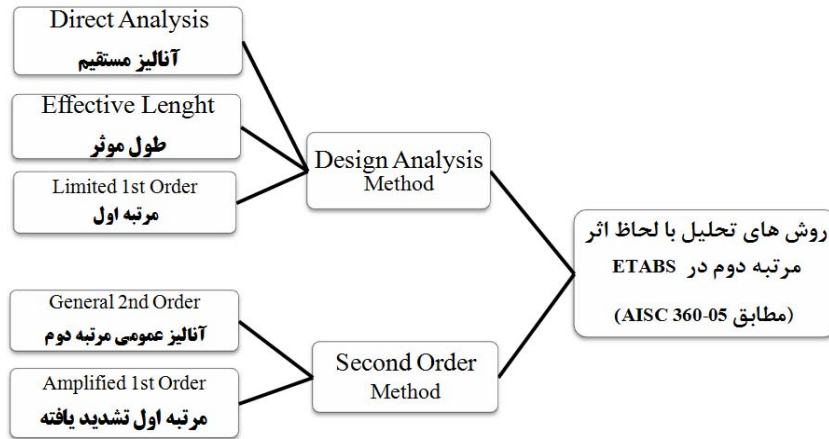 Direct Analysis
آنالیز مستقیم
Effective Lenght
طول موثر
Limited 1st Order
مرتبه اول
Design Analysis
Method
روش های تحلیل با لحاظ اثر
مرتبه دوم در ETABS
(مطابق AISC 360-05)
General 2nd Order
آنالیز عمومی مرتبه دوم
Amplified 1st Order
مرتبه اول تشدید یافته
Second Order
Method